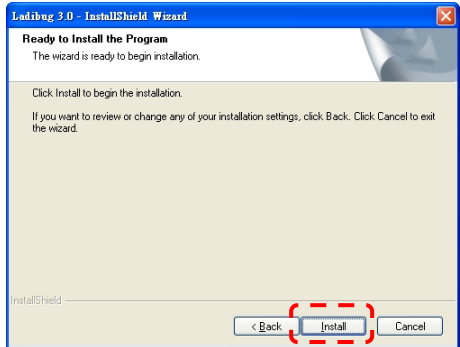 Ladibug 3.0 - InstallShield Wizard
Ready to Install the Program
The wizard is ready to begin installation.
Click Install to begin the installation.
If you want to review or change any of your installation settings, click Back. Click Cancel to exit
the wizard.
InstallShield
< Back Install Cancel